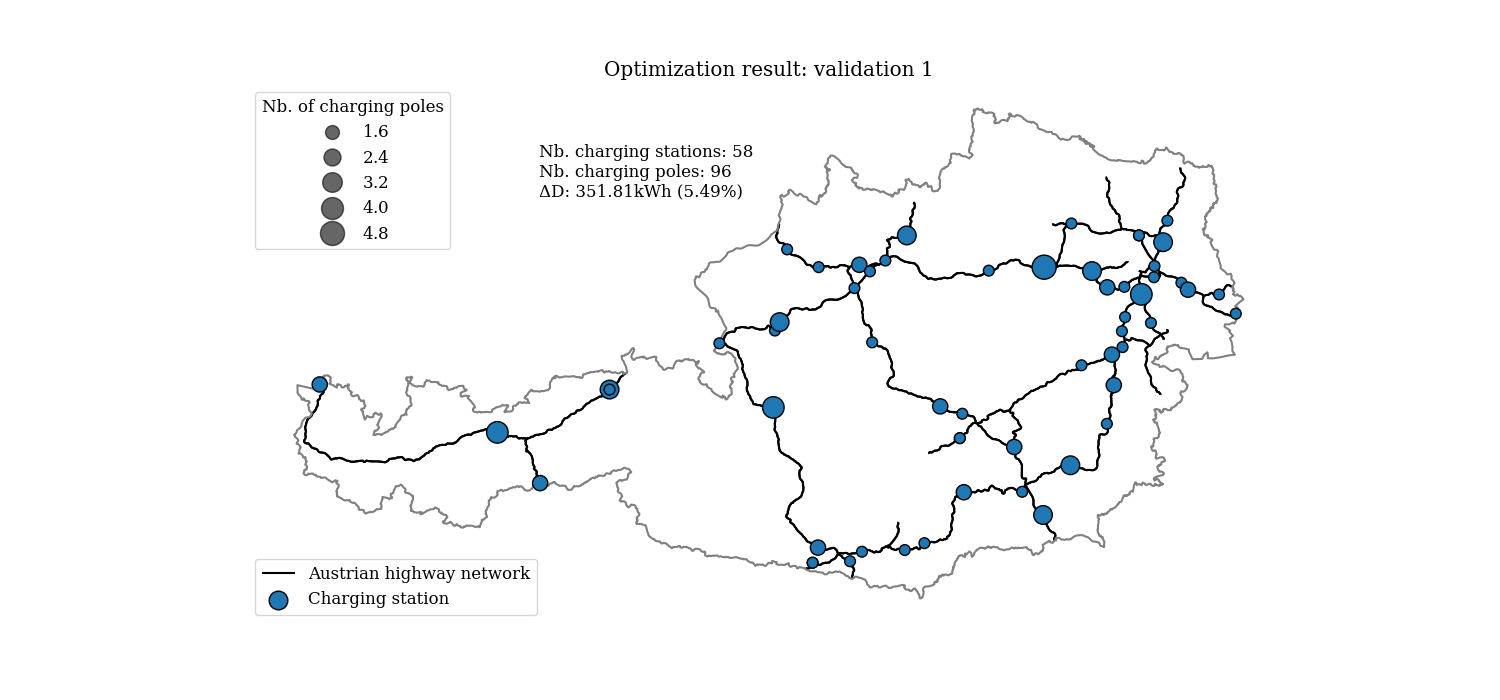 Optimization result: validation 1
Nb. of charging poles
1.6
2.4
3.2
4.0
4.8
Nb. charging stations: 58
Nb. charging poles: 96
ΔD: 351.81kWh (5.49%)
Austrian highway network
Charging station